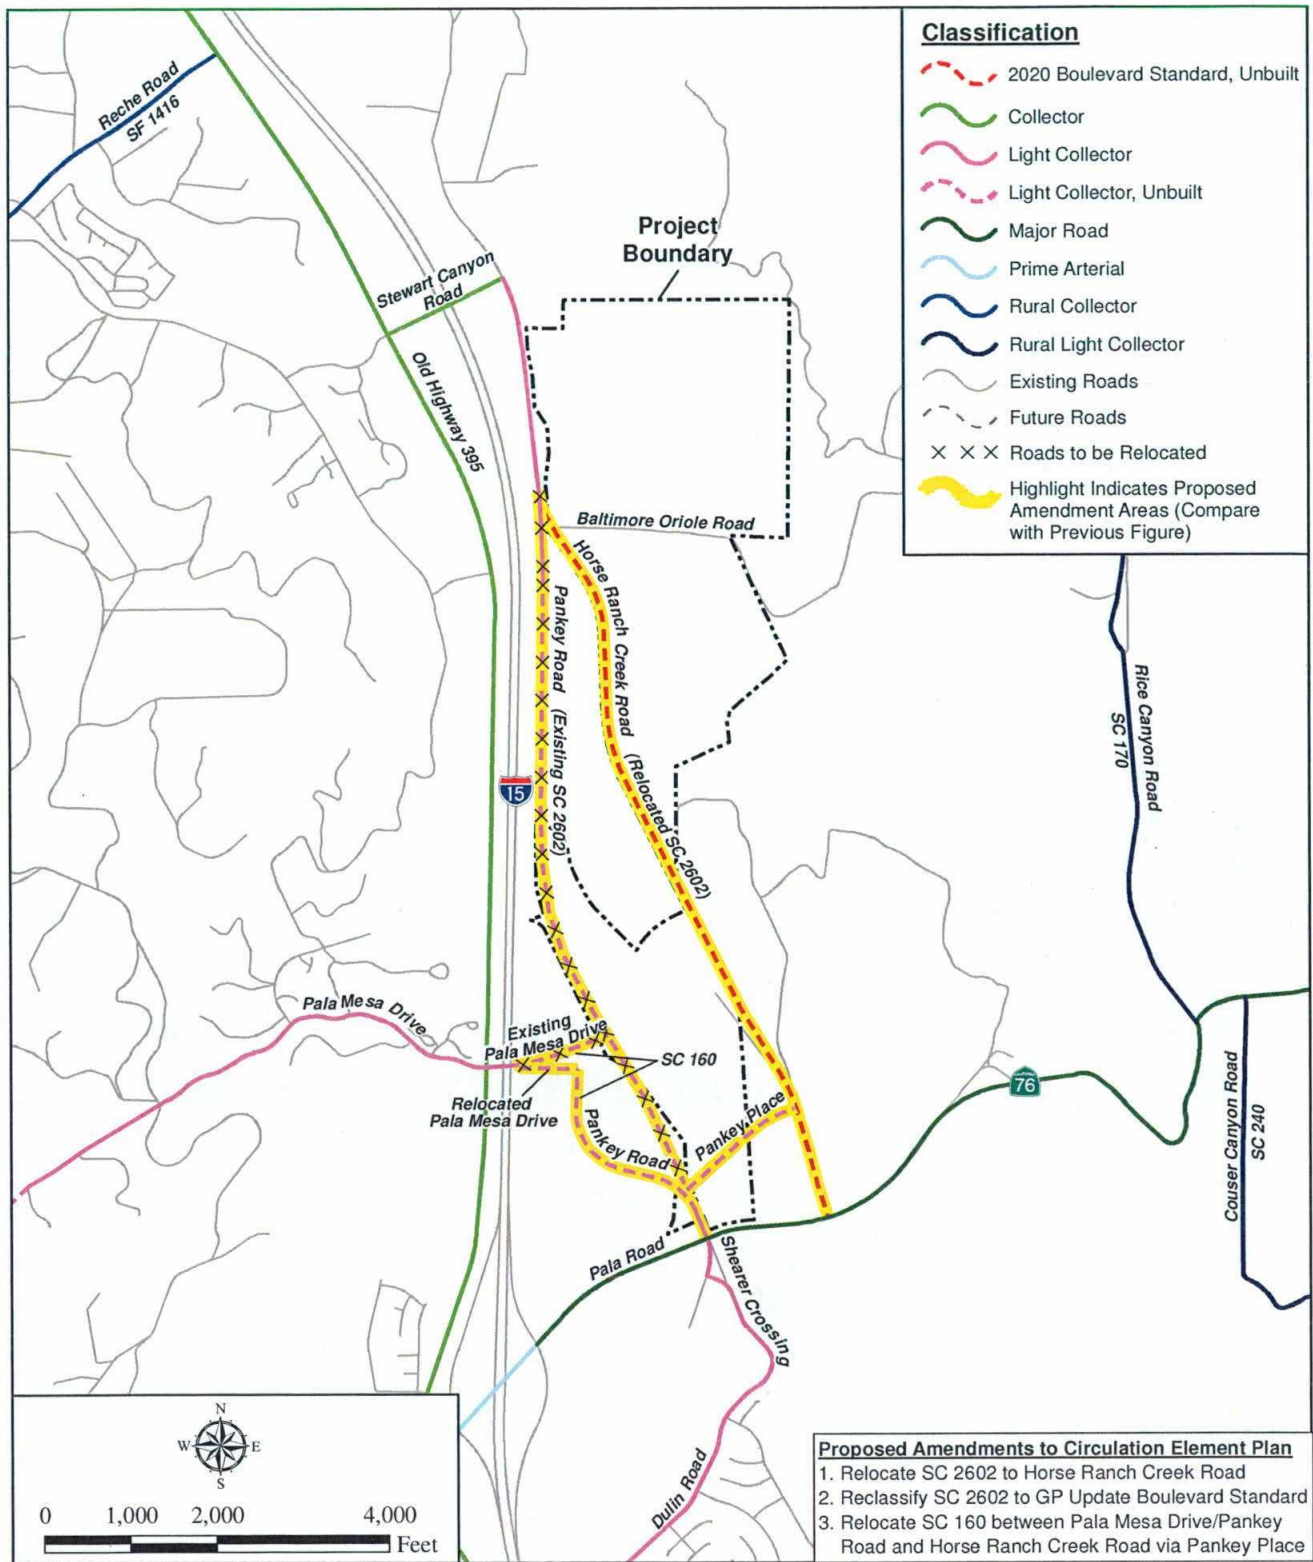 Classification
2020 Boulevard Standard, Unbuilt
Collector
Light Collector
Light Collector, Unbuilt
Major Road
Prime Arterial
Rural Collector
Rural Light Collector
Existing Roads
Future Roads
Roads to be Relocated
Highlight Indicates Proposed
Amendment Areas (Compare
with Previous Figure)
Reche Road
SF 1416
Project
Boundary
Stewart Canyon
Road
Old Highway 395
Baltimore Oriole Road
Horse Ranch Creek Road (Relocated SC 2602)
Pankey Road (Existing SC 2602)
Rice Canyon Road
SC 170
15
Pala Mesa Drive
Existing
Pala Mesa Drive
SC 160
Relocated
Pala Mesa Drive
Pankey Road
Pankey Place
76
Couser Canyon Road
SC 240
Pala Road
Shearer Crossing
Dulin Road
N
W E
S
0 1,000 2,000 4,000
Feet
Proposed Amendments to Circulation Element Plan
1. Relocate SC 2602 to Horse Ranch Creek Road
2. Reclassify SC 2602 to GP Update Boulevard Standard
3. Relocate SC 160 between Pala Mesa Drive/Pankey
Road and Horse Ranch Creek Road via Pankey Place